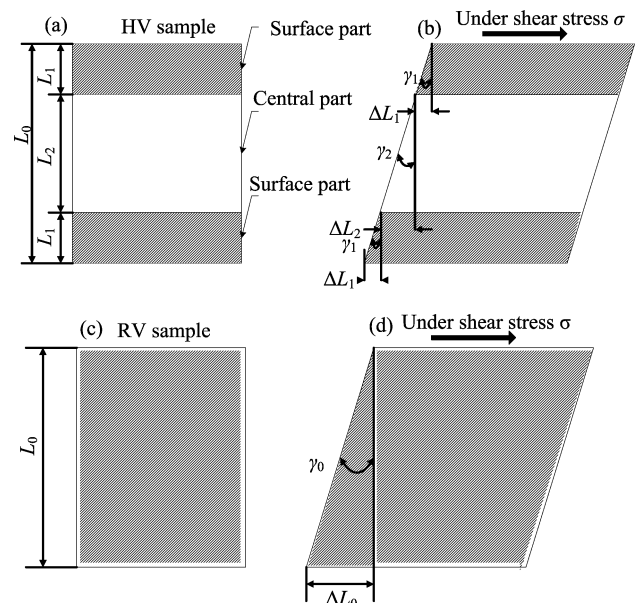 (a) HV sample
Surface part
Central part
Surface part
L₁
L₀
L₂
L₁
(b) Under shear stress σ
γ₁
ΔL₁
γ₂
ΔL₂
γ₁
ΔL₁
(c) RV sample
L₀
(d) Under shear stress σ
γ₀
ΔL₀